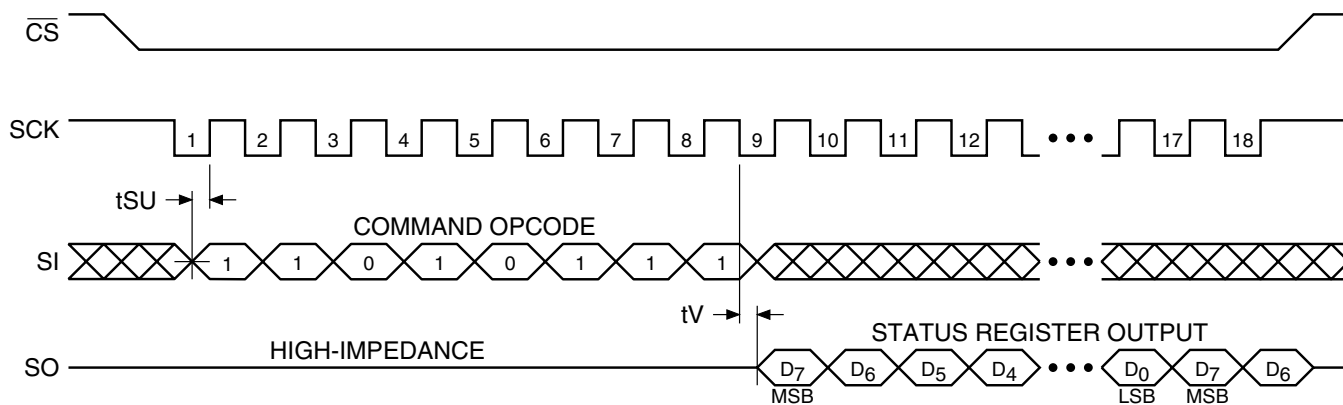 CS
SCK 1 2 3 4 5 6 7 8 9 10 11 12 ••• 17 18
tSU
COMMAND OPCODE
SI 1 1 0 1 0 1 1 1 •••
tV
HIGH-IMPEDANCE
STATUS REGISTER OUTPUT
SO D7 D6 D5 D4 ••• D0 D7 D6
MSB LSB MSB